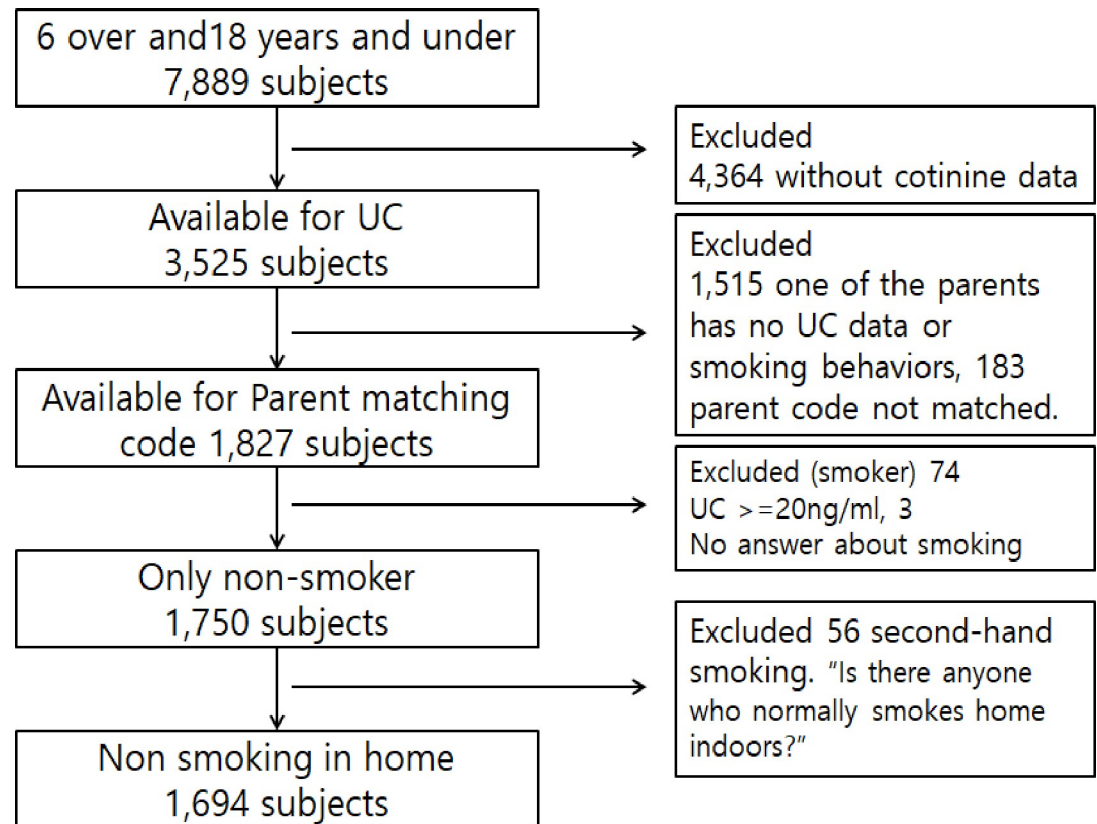 6 over and18 years and under
7,889 subjects
Excluded
4,364 without cotinine data
Available for UC
3,525 subjects
Excluded
1,515 one of the parents
has no UC data or
smoking behaviors, 183
parent code not matched.
Available for Parent matching
code 1,827 subjects
Excluded (smoker) 74
UC >=20ng/ml, 3
No answer about smoking
Only non-smoker
1,750 subjects
Excluded 56 second-hand
smoking. “Is there anyone
who normally smokes home
indoors?”
Non smoking in home
1,694 subjects